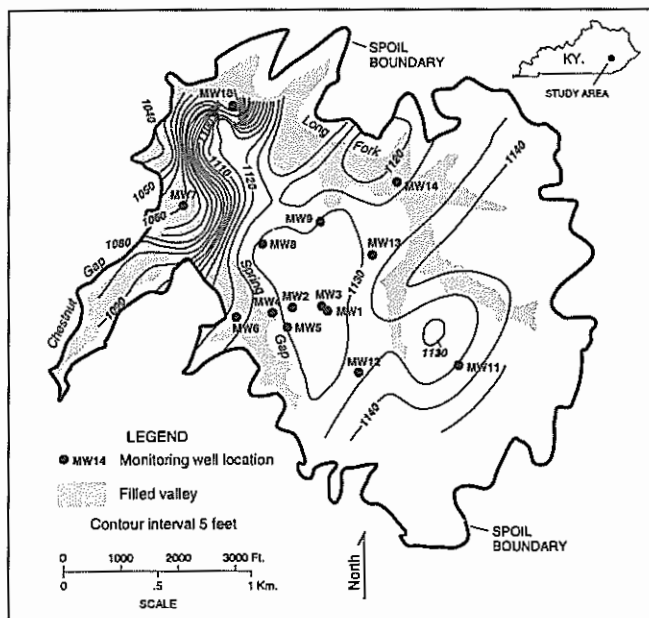 SPOIL
BOUNDARY
KY.
STUDY AREA
MW10
1040
1110
1120
Long
Fork
1120
1140
MW14
1050
MW7
1060
MW9
MW8
MW13
1080
Gap
Chestnut
Spring
Gap
1130
MW2
MW3
MW4
MW1
MW6
MW5
1130
MW11
MW12
1140
LEGEND
MW14 Monitoring well location
Filled valley
Contour interval 5 feet
0 1000 2000 3000 Ft.
0 .5 1 Km.
SCALE
North
SPOIL
BOUNDARY